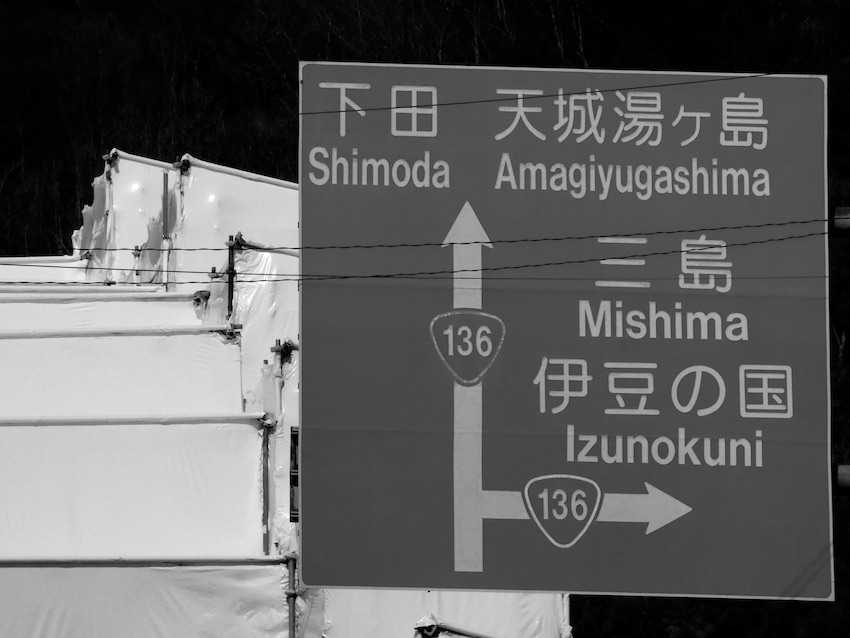 下田 天城湯ヶ島
Shimoda Amagiyugashima
三島
Mishima
136
伊豆の国
Izunokuni
136